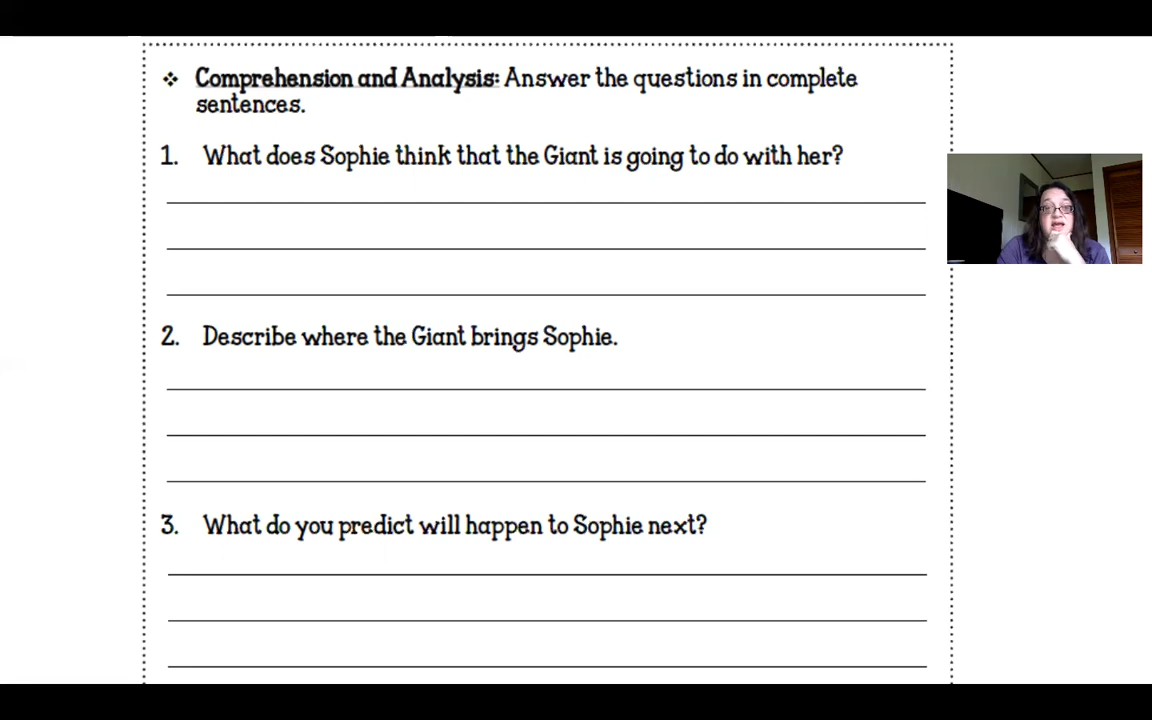 ❖ Comprehension and Analysis: Answer the questions in complete
sentences.
1. What does Sophie think that the Giant is going to do with her?
2. Describe where the Giant brings Sophie.
3. What do you predict will happen to Sophie next?